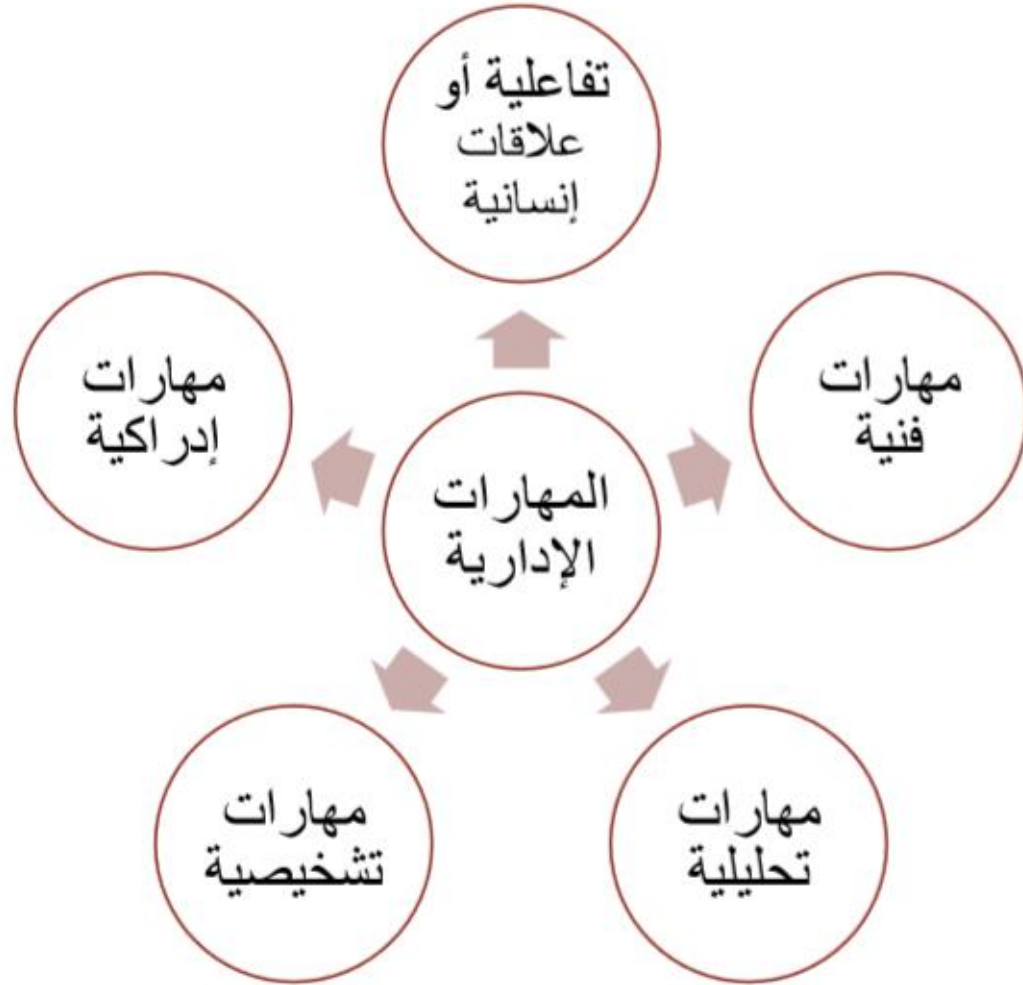 تفاعلية أو
علاقات
إنسانية
مهارات
فنية
مهارات
إدراكية
المهارات
الإدارية
مهارات
تحليلية
مهارات
تشخيصية